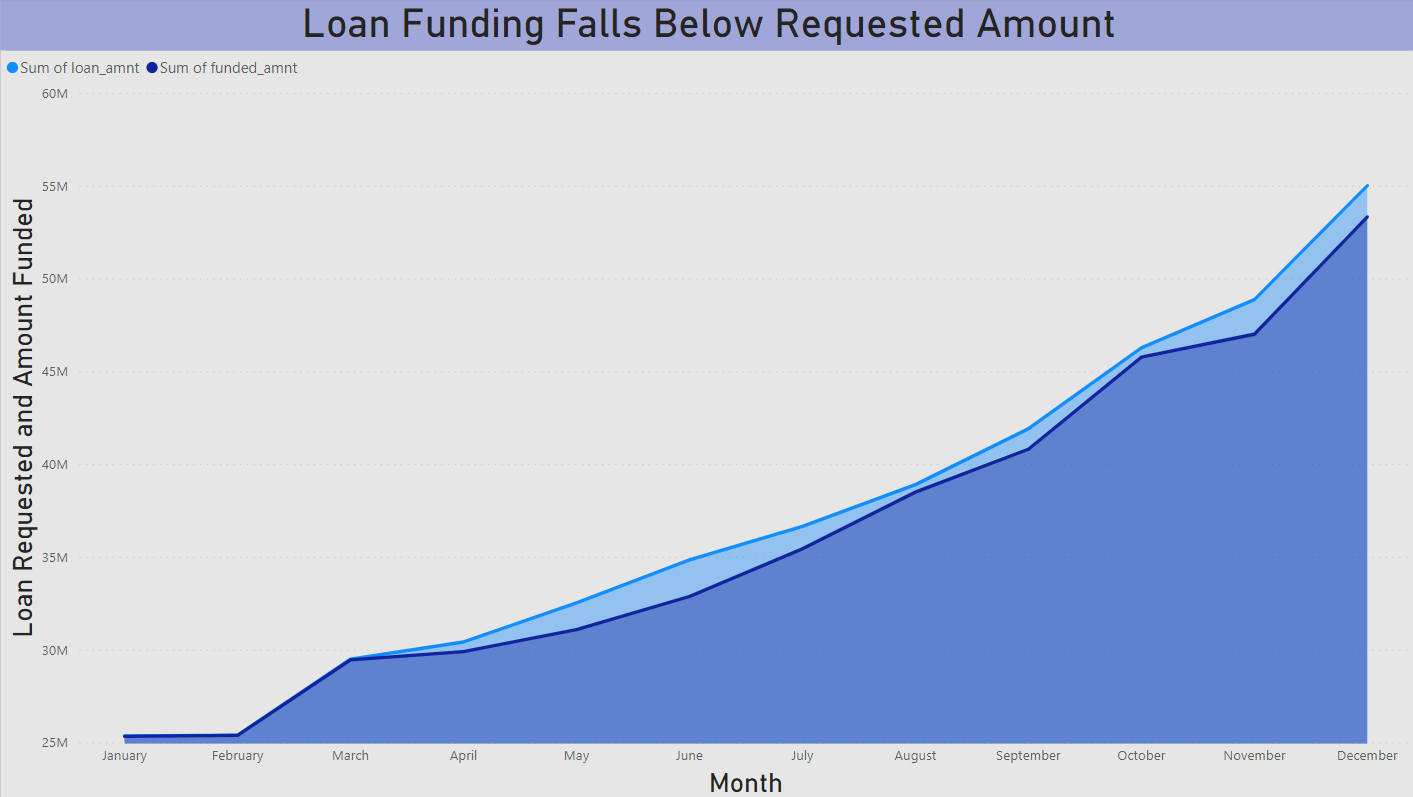 Loan Funding Falls Below Requested Amount
Sum of loan_amnt Sum of funded_amnt
Loan Requested and Amount Funded
60M
55M
50M
45M
40M
35M
30M
25M
January February March April May June July August September October November December
Month